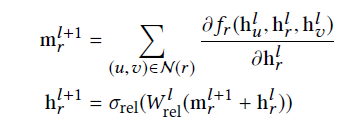 m_r^{l+1} = \sum_{(u,v)\in\mathcal{N}(r)} \frac{\partial f_r(h_u^l, h_r^l, h_v^l)}{\partial h_r^l}
h_r^{l+1} = \sigma_{rel}(W_{rel}^l(m_r^{l+1} + h_r^l))